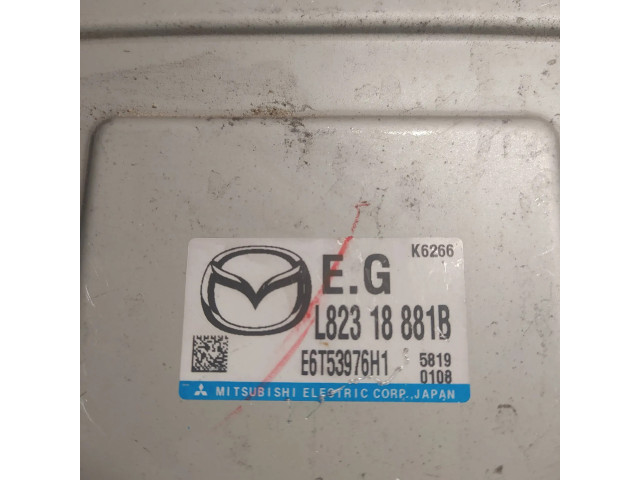 K6266
E.G
L823 18 881B
E6T53976H1 5819
0108
MITSUBISHI ELECTRIC CORP.,JAPAN